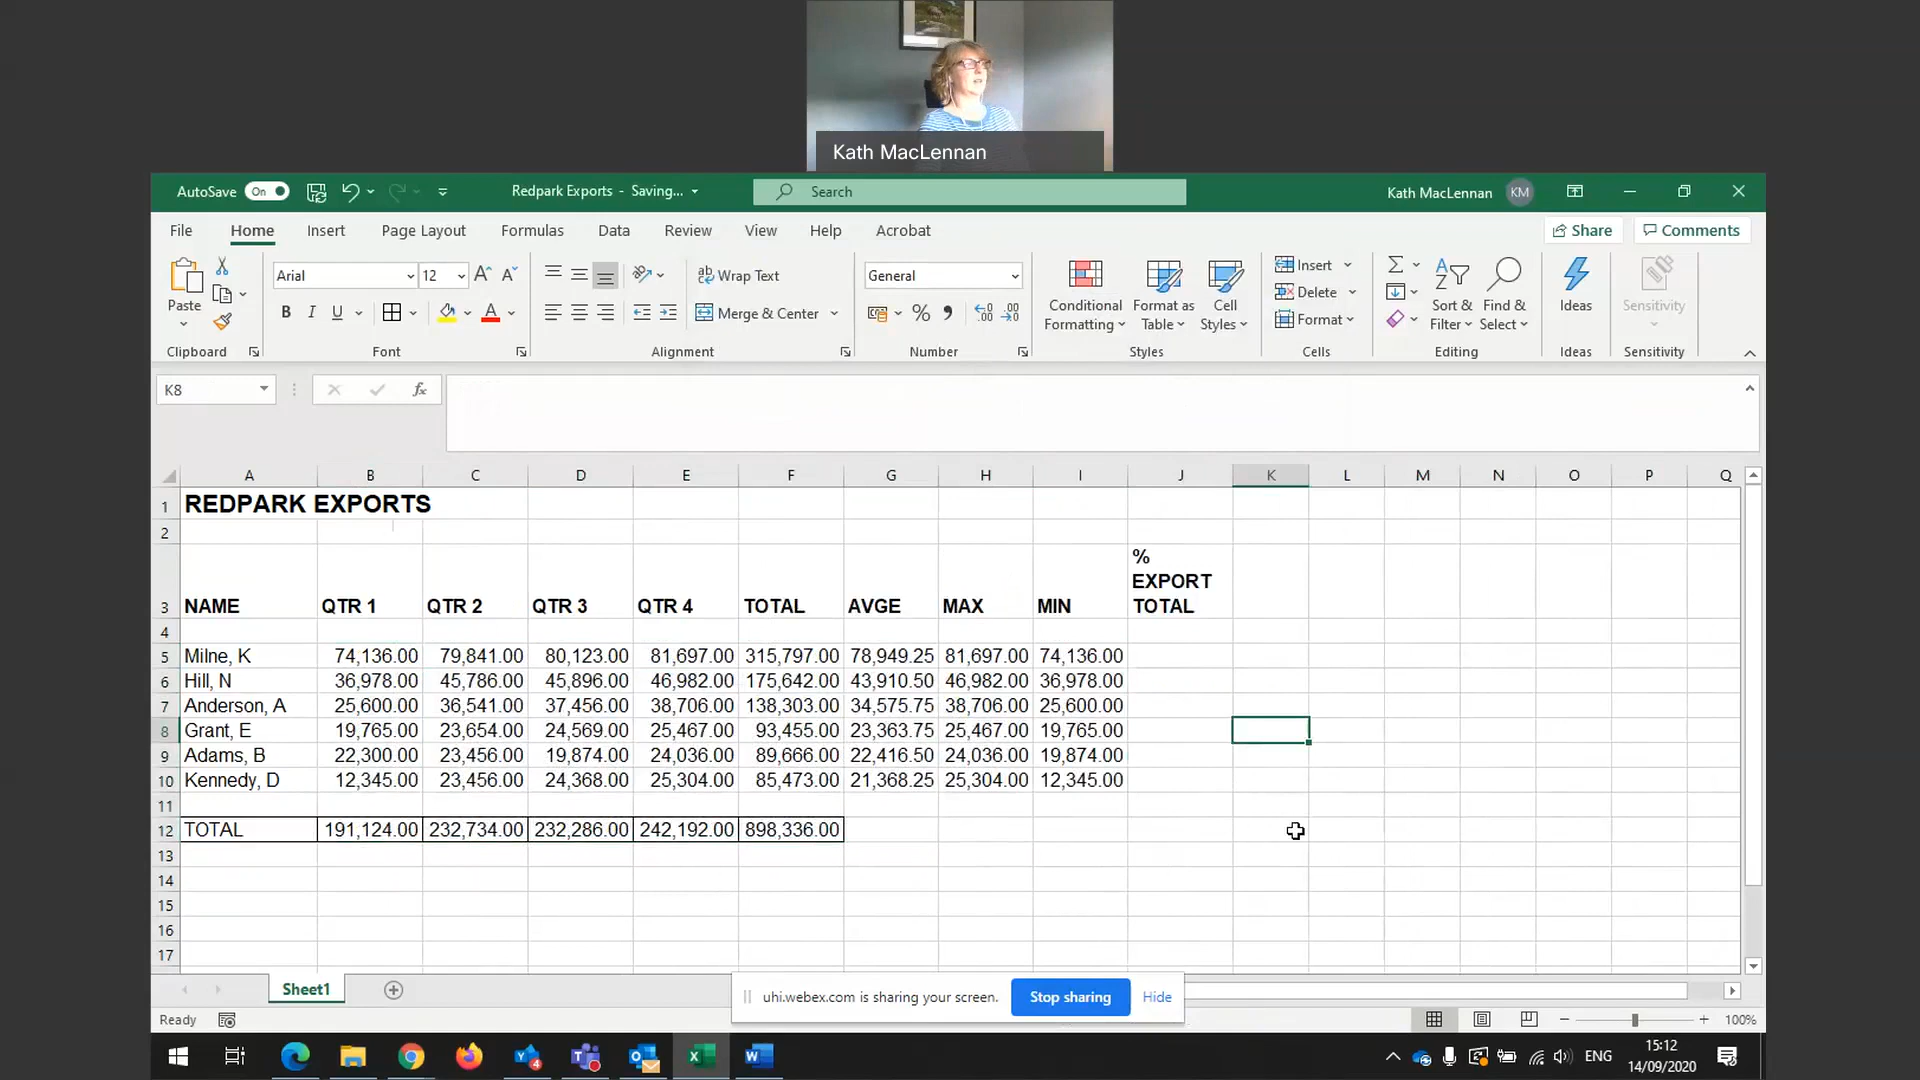 Kath MacLennan
AutoSave On
Redpark Exports - Saving...
Search
Kath MacLennan KM
File Home Insert Page Layout Formulas Data Review View Help Acrobat
Share Comments
Paste
Arial 12
B I U
Wrap Text
Merge & Center
General
Conditional Formatting
Format as Table
Cell Styles
Insert
Delete
Format
Sort & Filter
Find & Select
Ideas
Sensitivity
Clipboard Font Alignment Number Styles Cells Editing Ideas Sensitivity
K8 fx
A B C D E F G H I J K L M N O P Q
1 REDPARK EXPORTS
2
3 NAME QTR 1 QTR 2 QTR 3 QTR 4 TOTAL AVGE MAX MIN % EXPORT TOTAL
4
5 Milne, K 74,136.00 79,841.00 80,123.00 81,697.00 315,797.00 78,949.25 81,697.00 74,136.00
6 Hill, N 36,978.00 45,786.00 45,896.00 46,982.00 175,642.00 43,910.50 46,982.00 36,978.00
7 Anderson, A 25,600.00 36,541.00 37,456.00 38,706.00 138,303.00 34,575.75 38,706.00 25,600.00
8 Grant, E 19,765.00 23,654.00 24,569.00 25,467.00 93,455.00 23,363.75 25,467.00 19,765.00
9 Adams, B 22,300.00 23,456.00 19,874.00 24,036.00 89,666.00 22,416.50 24,036.00 19,874.00
10 Kennedy, D 12,345.00 23,456.00 24,368.00 25,304.00 85,473.00 21,368.25 25,304.00 12,345.00
11
12 TOTAL 191,124.00 232,734.00 232,286.00 242,192.00 898,336.00
13
14
15
16
17
Sheet1
uhi.webex.com is sharing your screen. Stop sharing Hide
Ready
100%
ENG
15:12
14/09/2020